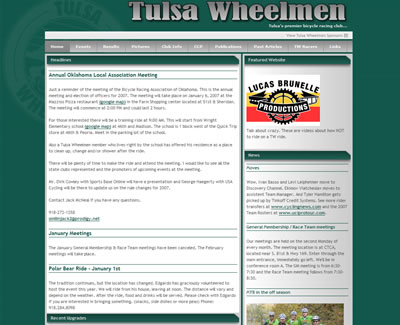 Tulsa Wheelmen
Tulsa's premier bicycle racing club...
View Tulsa Wheelmen Sponsors
Home Events Results Pictures Club Info CCP Publications Past Articles TW Racers Links
Headlines
Annual Oklahoma Local Association Meeting
Just a reminder of the meeting of the Bicycle Racing Association of Oklahoma. This is the annual
meeting and election of officers for 2007. The meeting will take place on January 6, 2007 at the
Mazzios Pizza restaurant (google map) in the Farm Shopping center located at 51st & Sheridan.
The meeting will commence at 2:00 PM and could last 2 hours.
For those interested there will be a training ride at 9:00 AM. This will start from Wright
Elementary school (google map) at 46th and Madison. The school is 1 block west of the Quick Trip
store at 46th & Peoria. Meet in the parking lot of the school.
Also a Tulsa Wheelmen member who lives right by the school has offered his residence as a place
to clean up, change and/or shower after the ride.
There will be plenty of time to make the ride and attend the meeting. I would like to see all the
state clubs represented and the promoters of upcoming events at the meeting.
Mr. Dirk Cowley with Sports Base Online will have a presentation and George Heagerty with USA
Cycling will be there to update us on the rule changes for 2007.
Contact Jack McHew if you have any questions.
918-272-1258
January Meetings
The January General Membership & Race Team meetings have been canceled. The February
meetings will take place.
Polar Bear Ride - January 1st
The tradition continues, but the location has changed. Edgardo has graciously volunteered to
host the event this year. We will ride from his house, leaving at noon. The distance will vary and
depend on the weather. After the ride, food and drinks will be served. Please check with Edgardo
if you are interested in bringing something. (snacks, side dishes or more peas) Phone:
918.284.8098
Recent Upgrades
Featured Website
LUCAS BRUNELLE
PRODUCTIONS
Talk about crazy. These are videos about how NOT
to ride on a TW ride.
News
Moves
Wow, Ivan Basso and Levi Leipheimer move to
Discovery Channel. Ekimov Viatcheslav moves to
assistant Team Manager. And Tyler Hamilton gets
picked up by Tinkoff Credit Systems. See more rider
transfers at www.cyclingnews.com and the 2007
Team Rosters at www.uciprotour.com.
General Membership / Race Team meetings
Our meetings are held on the second Monday of
every month. The meeting location is at CTCA,
located near S. 81st & Hwy 169. Enter through the
main entrance, immediately go left. We'll be in
conference room A. The GM meeting is from 6:30-
7:00 and the Race Team meeting follows from 7:00-
8:00.
MTB in the off season